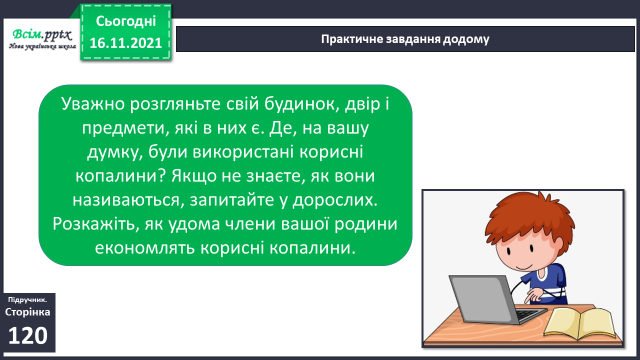 Всім.pptx
Нова українська школа
Сьогодні
16.11.2021
Практичне завдання додому
Уважно розгляньте свій будинок, двір і
предмети, які в них є. Де, на вашу
думку, були використані корисні
копалини? Якщо не знаєте, як вони
називаються, запитайте у дорослих.
Розкажіть, як удома члени вашої родини
економлять корисні копалини.
Підручник.
Сторінка
120